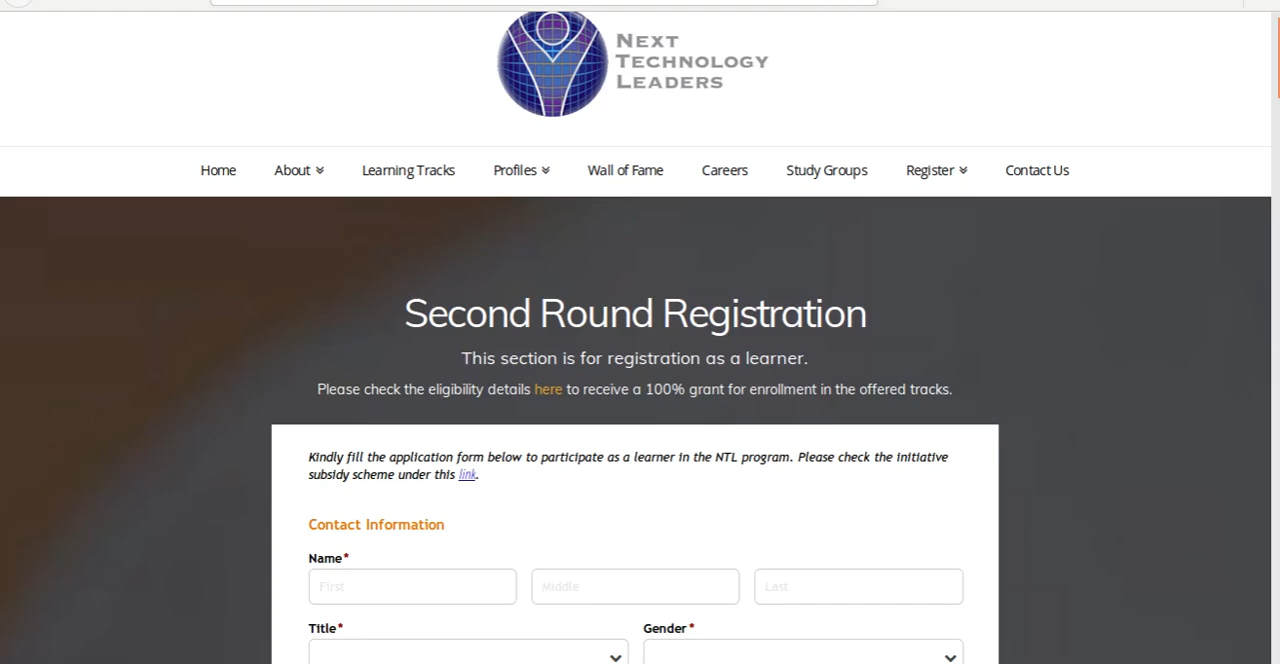 NEXT
TECHNOLOGY
LEADERS
Home About Learning Tracks Profiles Wall of Fame Careers Study Groups Register Contact Us
Second Round Registration
This section is for registration as a learner.
Please check the eligibility details here to receive a 100% grant for enrollment in the offered tracks.
Kindly fill the application form below to participate as a learner in the NTL program. Please check the initiative
subsidy scheme under this link.
Contact Information
Name*
First Middle Last
Title* Gender*